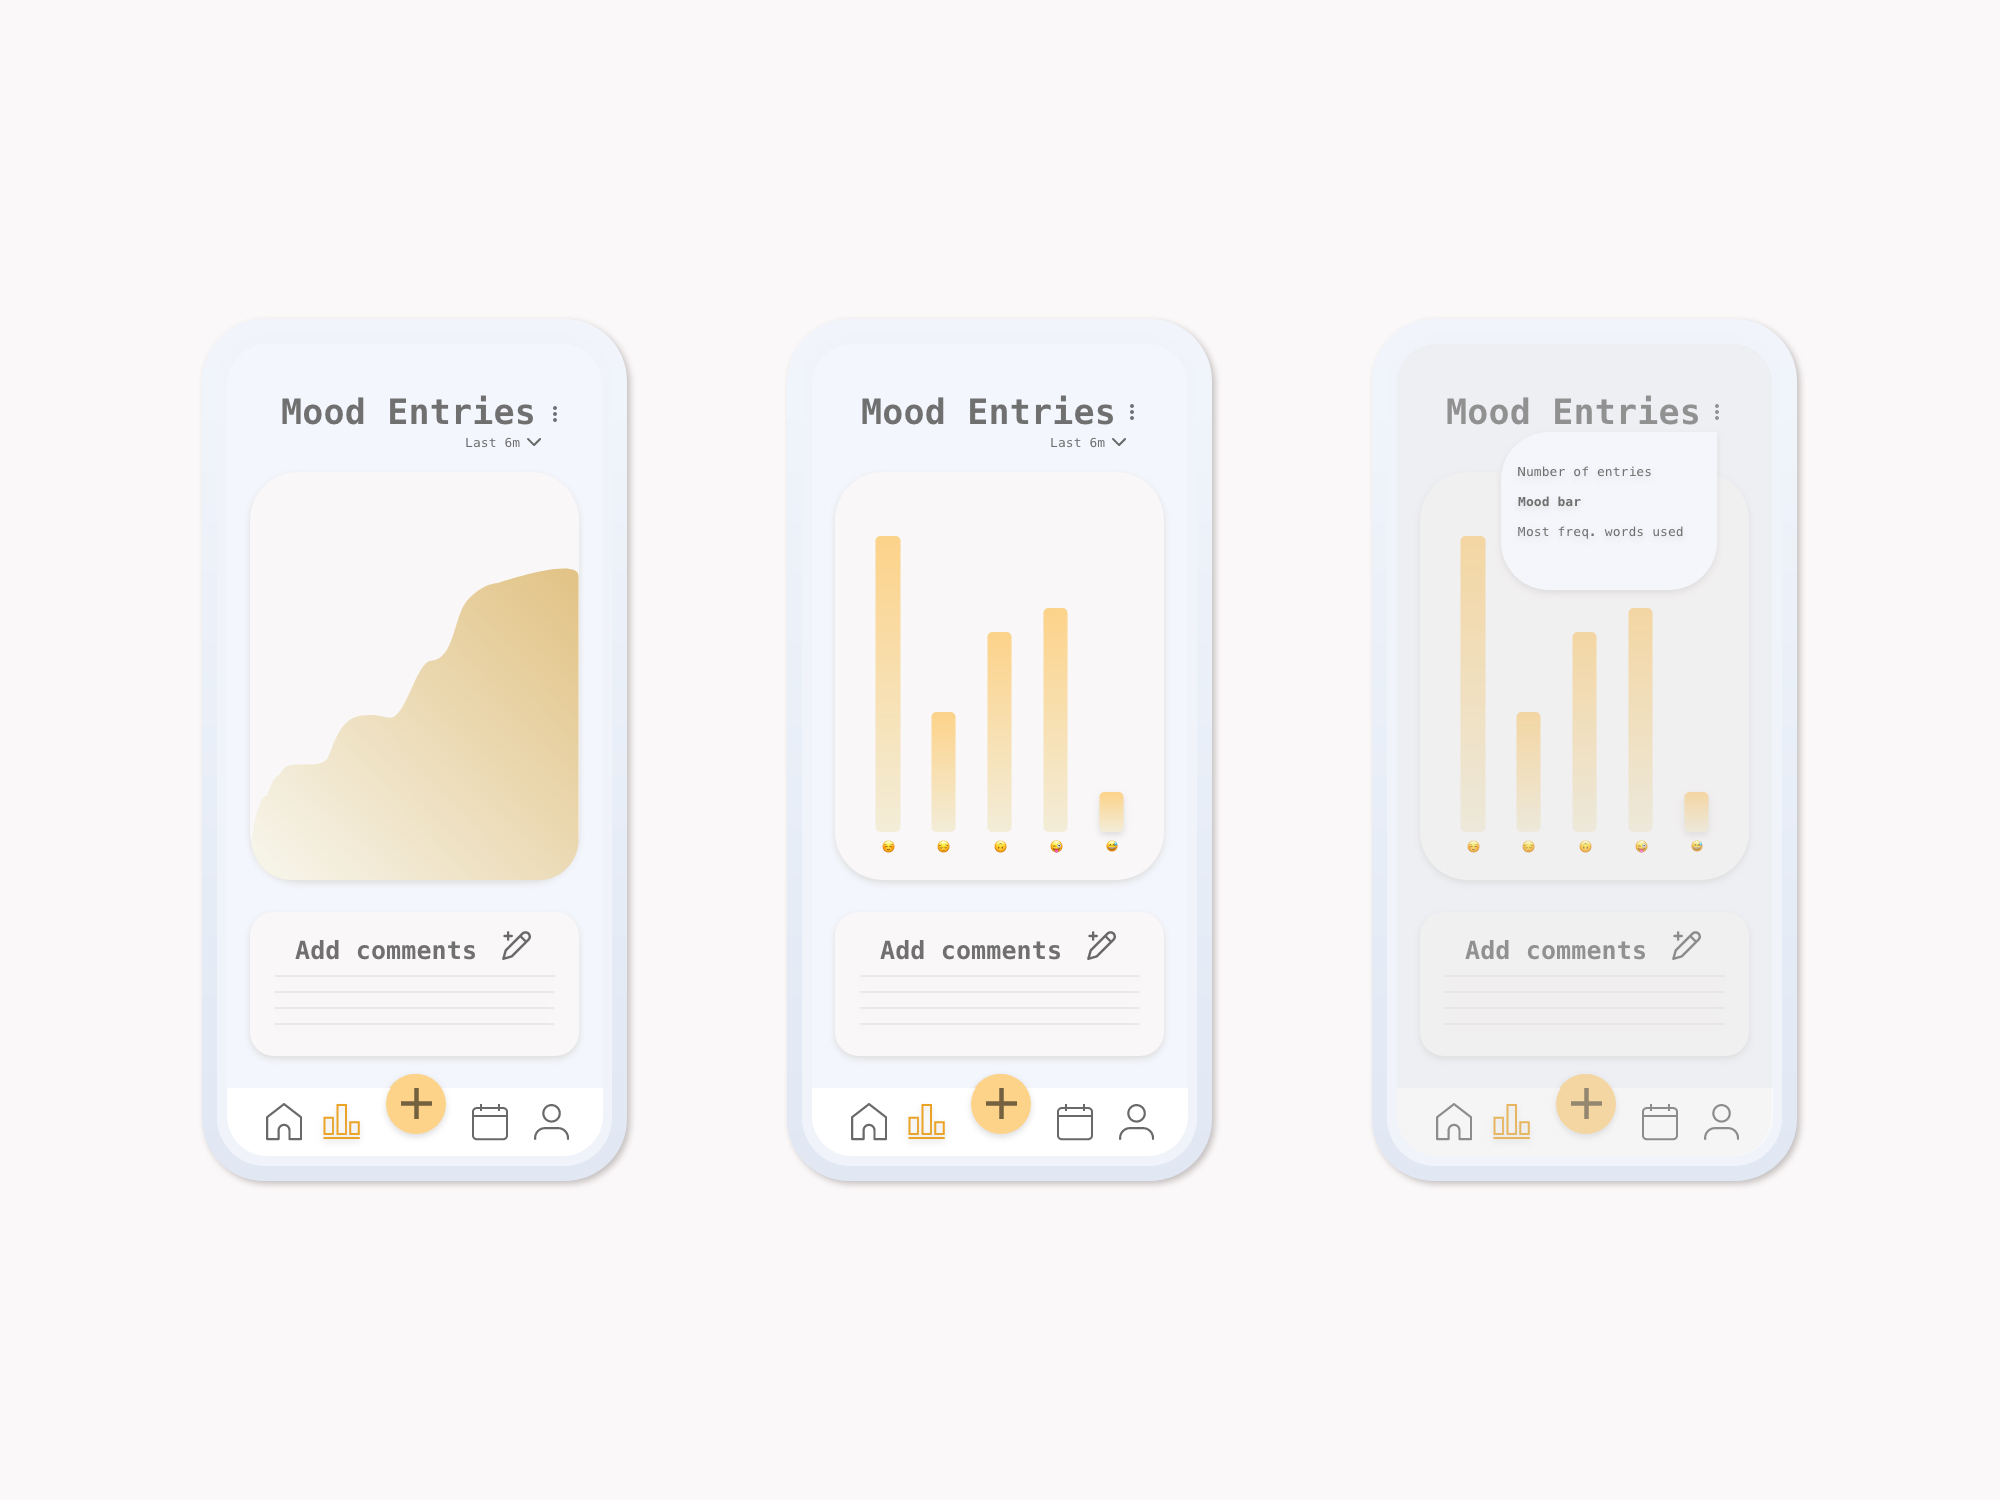 Mood Entries
Last 6m
Add comments
Mood Entries
Last 6m
Add comments
Mood Entries
Number of entries
Mood bar
Most freq. words used
Add comments